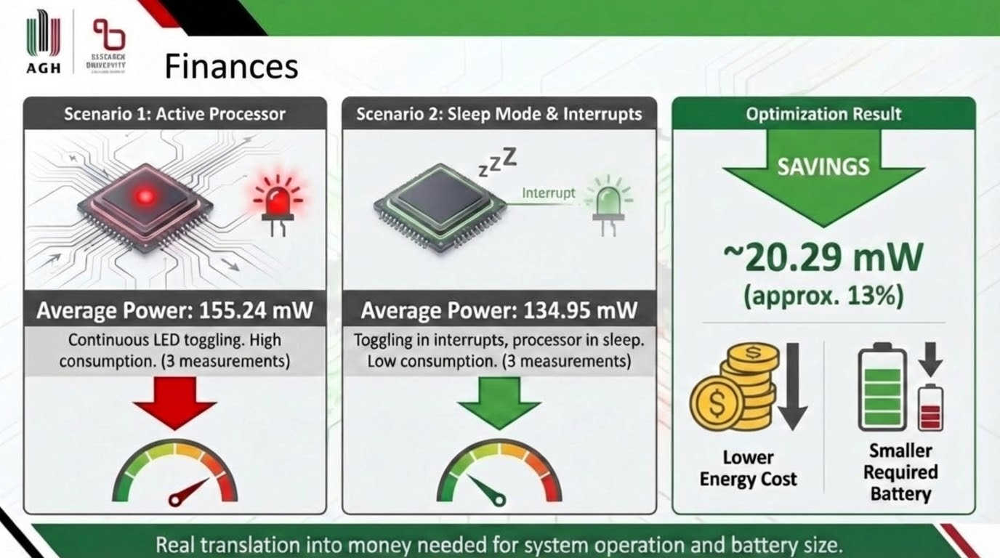 AGH
Finances
Scenario 1: Active Processor
Average Power: 155.24 mW
Continuous LED toggling. High
consumption. (3 measurements)
Scenario 2: Sleep Mode & Interrupts
zzZ
Interrupt
Average Power: 134.95 mW
Toggling in interrupts, processor in sleep.
Low consumption. (3 measurements)
Optimization Result
SAVINGS
~20.29 mW
(approx. 13%)
$
$
Lower
Energy Cost
Smaller
Required
Battery
Real translation into money needed for system operation and battery size.